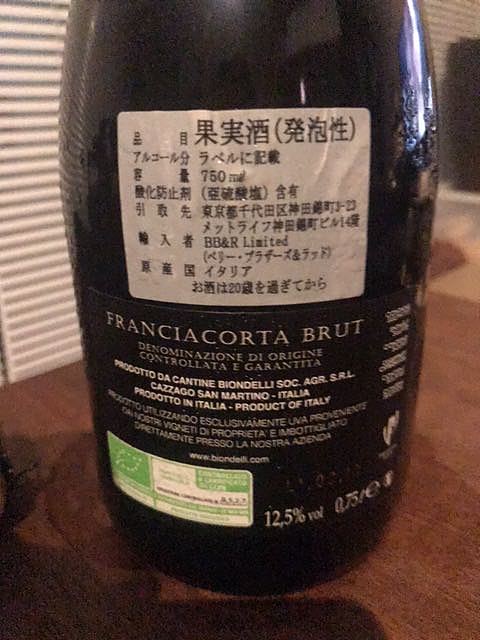 品 目 果実酒(発泡性)
アルコール分 ラベルに記載
容 量 750ml
酸化防止剤 (亜硫酸塩)含有
引 取 先 東京都千代田区神田錦町3-23
メットライフ神田錦町ビル14階
輸 入 者 BB&R Limited
(ベリー・ブラザーズ&ラッド)
原 産 国 イタリア
お酒は20歳を過ぎてから
FRANCIACORTA BRUT
DENOMINAZIONE DI ORIGINE
CONTROLLATA E GARANTITA
PRODOTTO DA CANTINE BIONDELLI SOC. AGR. S.R.L.
CAZZAGO SAN MARTINO - ITALIA
PRODOTTO IN ITALIA - PRODUCT OF ITALY
PRODOTTO UTILIZZANDO ESCLUSIVAMENTE UVA PROVENIENTE
DAI NOSTRI VIGNETI DI PROPRIETA' E IMBOTTIGLIATO
DIRETTAMENTE PRESSO LA NOSTRA AZIENDA
www.biondelli.com
12,5% vol 0,75 l e